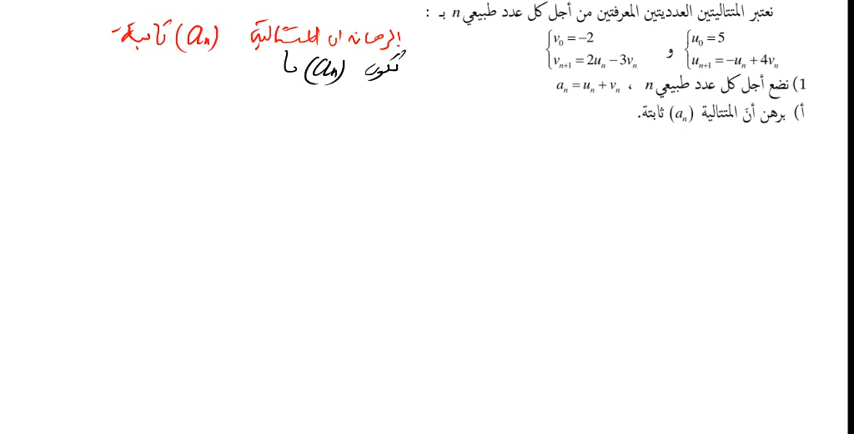 نعتبر المتتاليتين العدديتين المعرفتين من أجل كل عدد طبيعي n بـ :
{u₀ = 5 و {v₀ = −2
{uₙ₊₁ = −uₙ + 4vₙ {vₙ₊₁ = 2uₙ − 3vₙ
1) نضع أجل كل عدد طبيعي n ، aₙ = uₙ + vₙ
أ) برهن أنّ المتتالية (aₙ) ثابتة.
البرهان ان المتتالية (aₙ) ثابتة
تكون (aₙ)